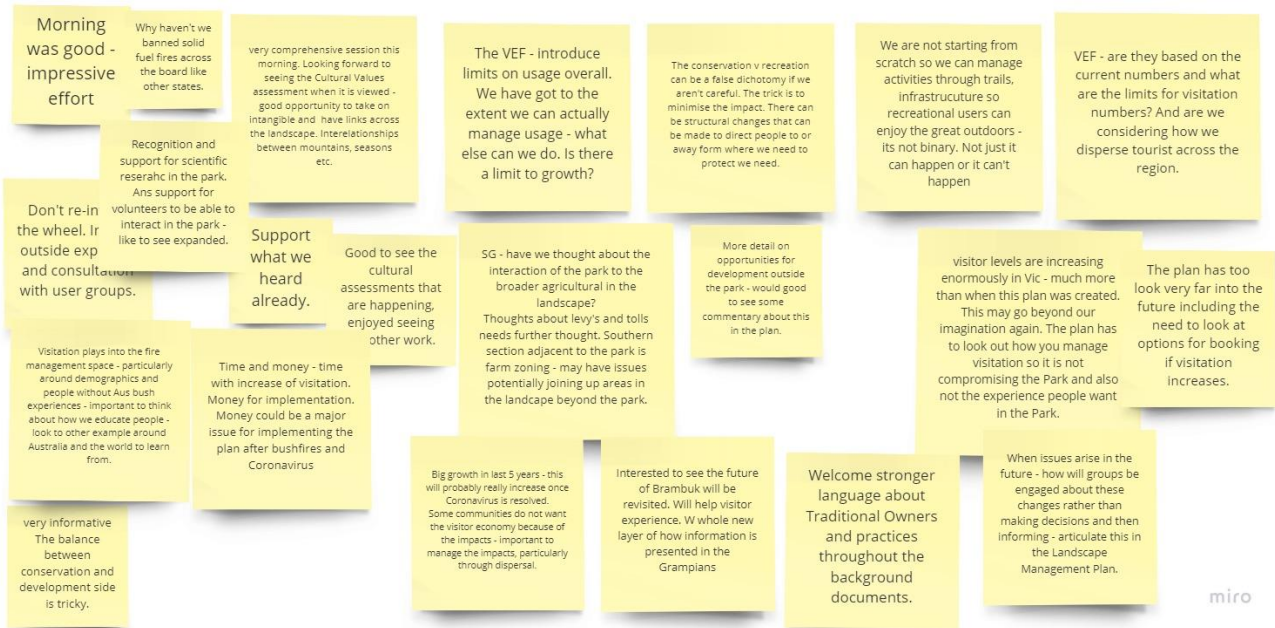 Morning
was good -
impressive
effort
Why haven't we
banned solid
fuel fires across
the board like
other states.
very comprehensive session this
morning. Looking forward to
seeing the Cultural Values
assessment when it is viewed -
good opportunity to take on
intangible and have links across
the landscape. Interelationships
between mountains, seasons
etc.
The VEF - introduce
limits on usage overall.
We have got to the
extent we can actually
manage usage - what
else can we do. Is there
a limit to growth?
The conservation v recreation
can be a false dichotomy if we
aren't careful. The trick is to
minimise the impact. There can
be structural changes that can
be made to direct people to or
away form where we need to
protect we need.
We are not starting from
scratch so we can manage
activities through trails,
infrastrucuture so
recreational users can
enjoy the great outdoors -
its not binary. Not just it
can happen or it can't
happen
VEF - are they based on
the current numbers and what
are the limits for visitation
numbers? And are we
considering how we
disperse tourist across the
region.
Recognition and
support for scientific
reserahc in the park.
Ans support for
volunteers to be able to
interact in the park -
like to see expanded.
Don't re-in
the wheel. In
outside exp
and consultation
with user groups.
Support
what we
heard
already.
Good to see the
cultural
assessments that
are happening,
enjoyed seeing
other work.
SG - have we thought about the
interaction of the park to the
broader agricultural in the
landscape?
Thoughts about levy's and tolls
needs further thought. Southern
section adjacent to the park is
farm zoning - may have issues
potentially joining up areas in
the landcape beyond the park.
More detail on
opportunities for
development outside
the park - would good
to see some
commentary about this
in the plan.
visitor levels are increasing
enormously in Vic - much more
than when this plan was created.
This may go beyond our
imagination again. The plan has
to look out how you manage
visitation so it is not
compromising the Park and also
not the experience people want
in the Park.
The plan has too
look very far into the
future including the
need to look at
options for booking
if visitation
increases.
Visitation plays into the fire
management space - particularly
around demographics and
people without Aus bush
experiences - important to think
about how we educate people -
look to other example around
Australia and the world to learn
from.
Time and money - time
with increase of visitation.
Money for implementation.
Money could be a major
issue for implementing the
plan after bushfires and
Coronavirus
Big growth in last 5 years - this
will probably really increase once
Coronavirus is resolved.
Some communities do not want
the visitor economy because of
the impacts - important to
manage the impacts, particularly
through dispersal.
Interested to see the future
of Brambuk will be
revisited. Will help visitor
experience. W whole new
layer of how information is
presented in the
Grampians
Welcome stronger
language about
Traditional Owners
and practices
throughout the
background
documents.
When issues arise in the
future - how will groups be
engaged about these
changes rather than
making decisions and then
informing - articulate this in
the Landscape
Management Plan.
very informative
The balance
between
conservation and
development side
is tricky.
miro